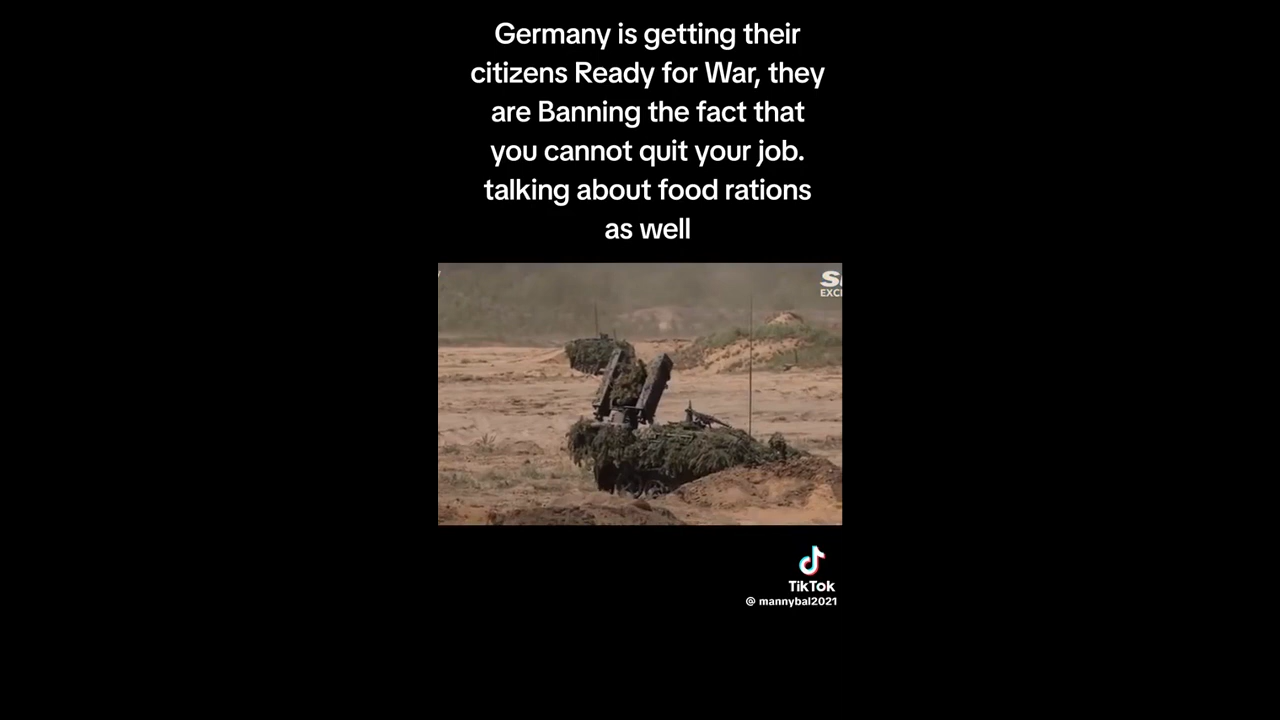 Germany is getting their
citizens Ready for War, they
are Banning the fact that
you cannot quit your job.
talking about food rations
as well
EXCL
TikTok
@ mannybal2021